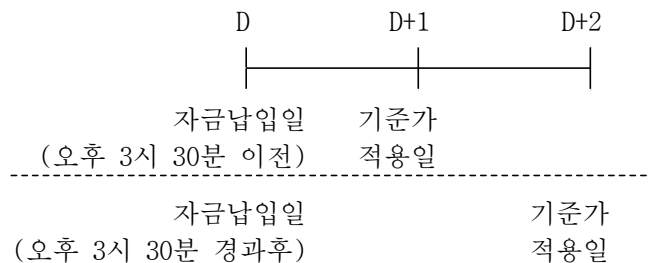 D D+1 D+2
자금납입일 기준가
(오후 3시 30분 이전) 적용일
자금납입일 기준가
(오후 3시 30분 경과후) 적용일